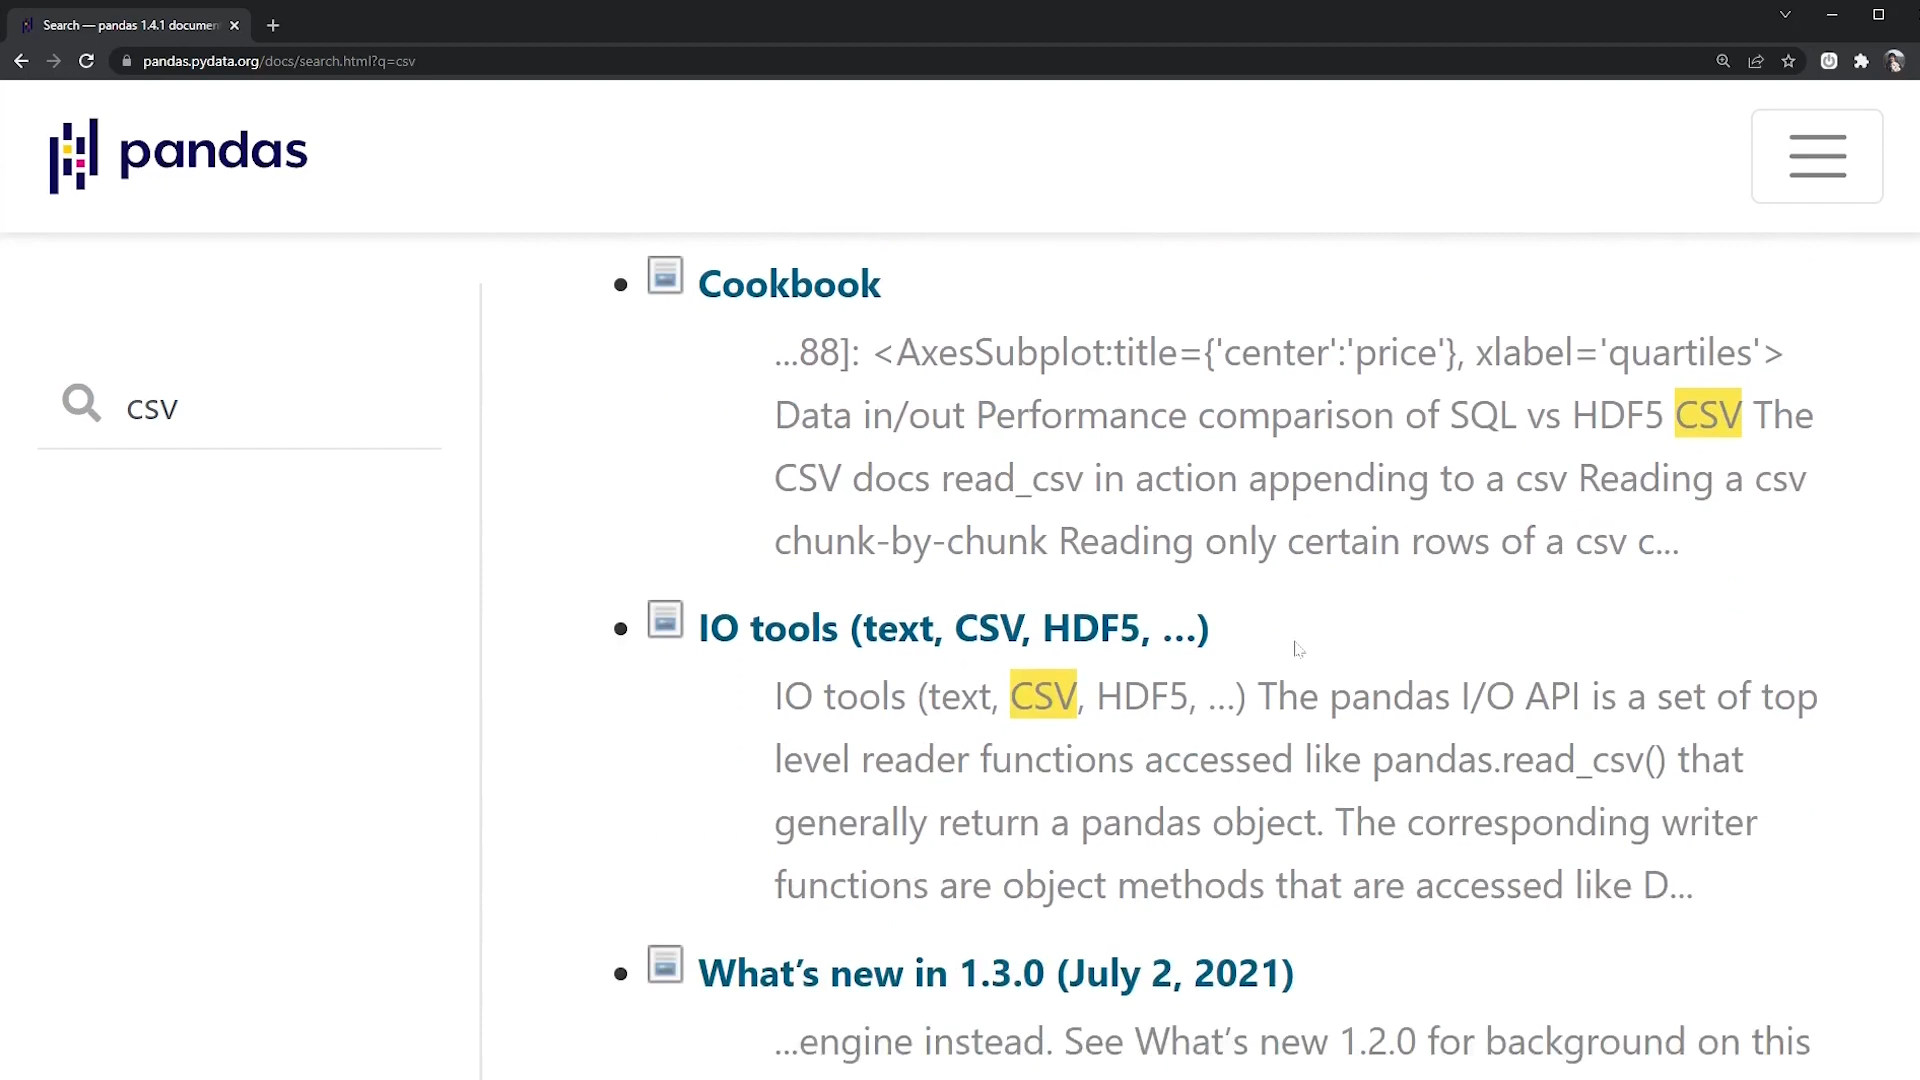 Search — pandas 1.4.1 documen
pandas.pydata.org/docs/search.html?q=csv
pandas
CSV
Cookbook
...88]: <AxesSubplot:title={'center':'price'}, xlabel='quartiles'>
Data in/out Performance comparison of SQL vs HDF5 CSV The
CSV docs read_csv in action appending to a csv Reading a csv
chunk-by-chunk Reading only certain rows of a csv c...
IO tools (text, CSV, HDF5, …)
IO tools (text, CSV, HDF5, …) The pandas I/O API is a set of top
level reader functions accessed like pandas.read_csv() that
generally return a pandas object. The corresponding writer
functions are object methods that are accessed like D...
What’s new in 1.3.0 (July 2, 2021)
...engine instead. See What’s new 1.2.0 for background on this